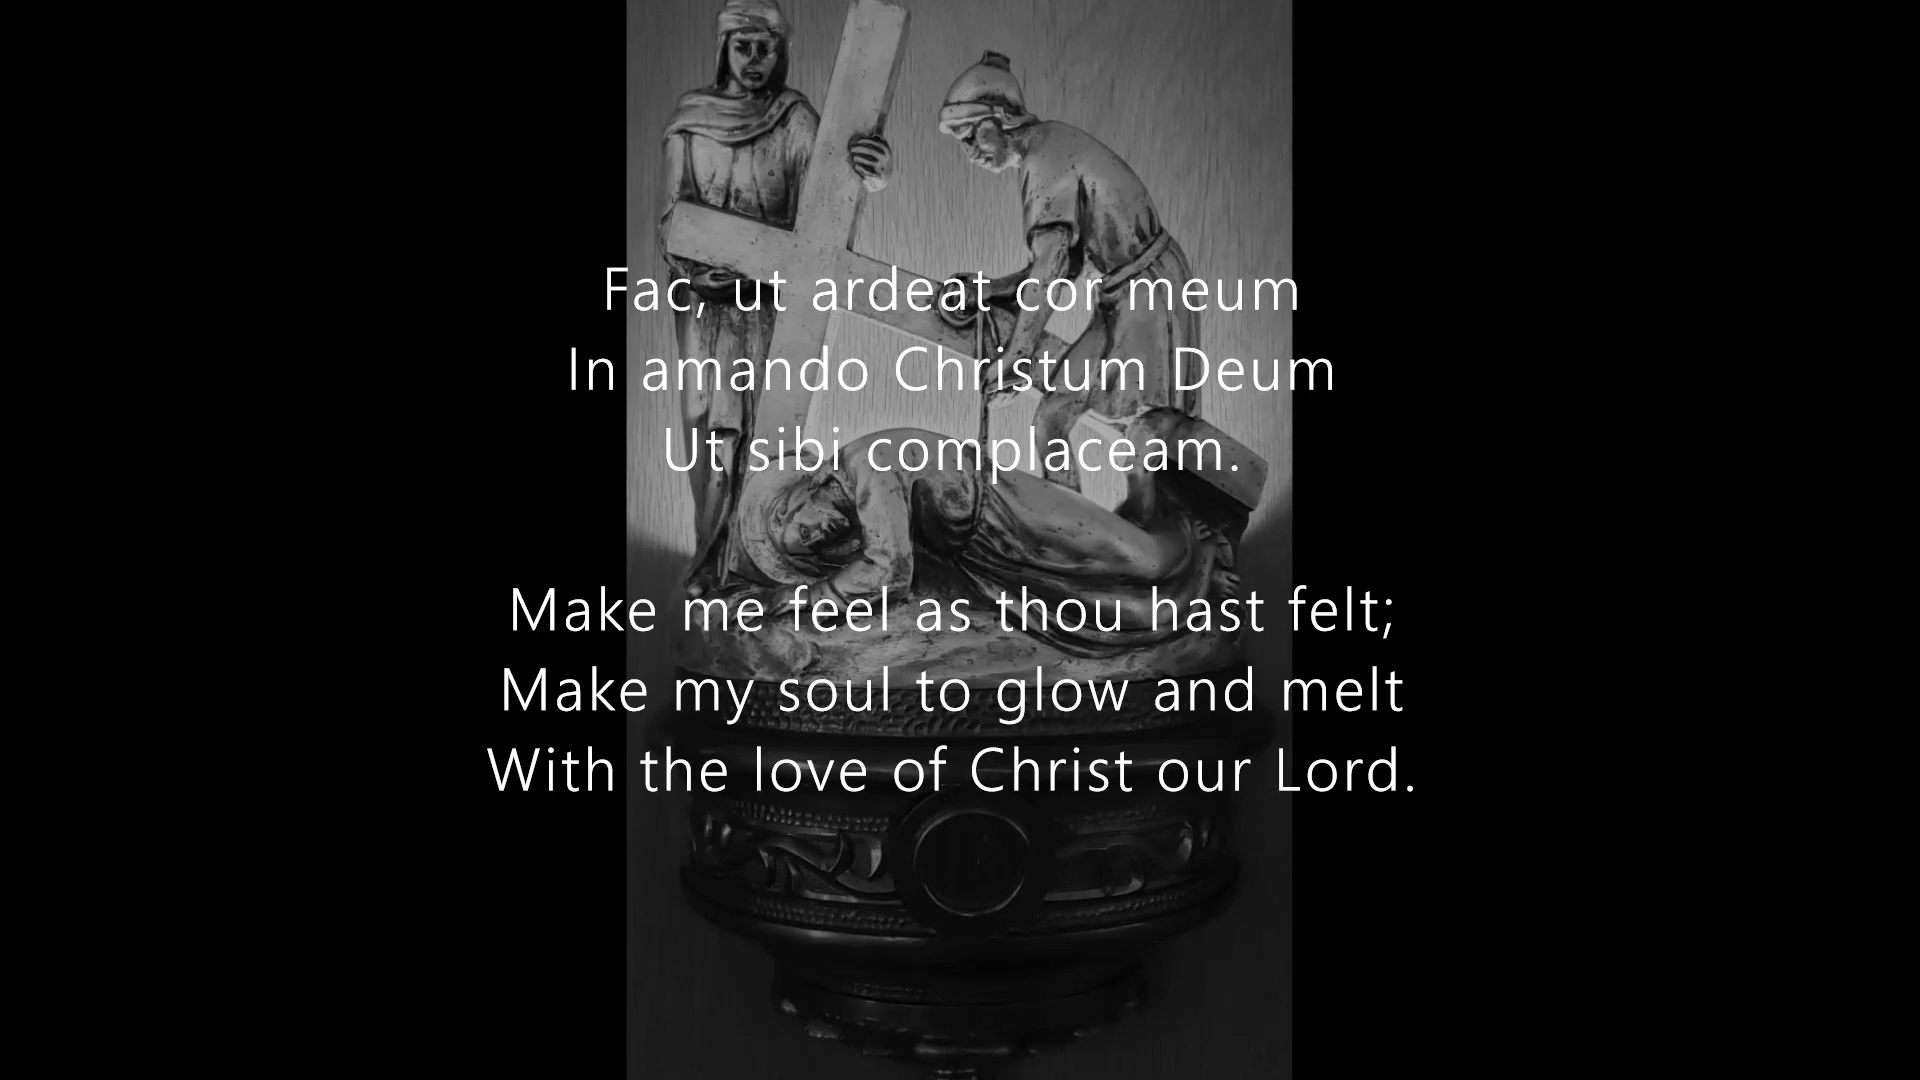 Fac, ut ardeat cor meum
In amando Christum Deum
Ut sibi complaceam.
Make me feel as thou hast felt;
Make my soul to glow and melt
With the love of Christ our Lord.